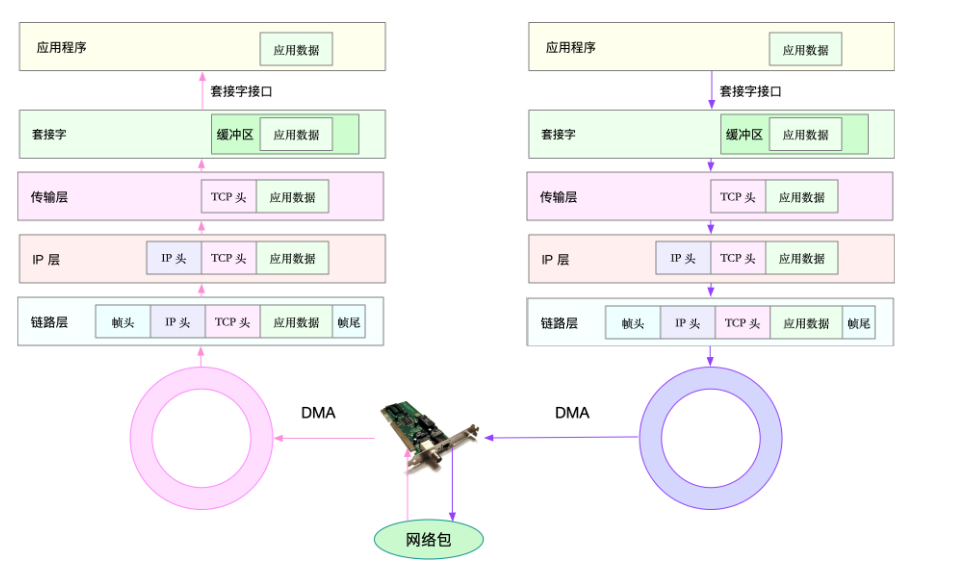 应用程序
应用数据
套接字接口
套接字
缓冲区
应用数据
传输层
TCP 头
应用数据
IP 层
IP 头
TCP 头
应用数据
链路层
帧头
IP 头
TCP 头
应用数据
帧尾
应用程序
应用数据
套接字接口
套接字
缓冲区
应用数据
传输层
TCP 头
应用数据
IP 层
IP 头
TCP 头
应用数据
链路层
帧头
IP 头
TCP 头
应用数据
帧尾
DMA
DMA
网络包